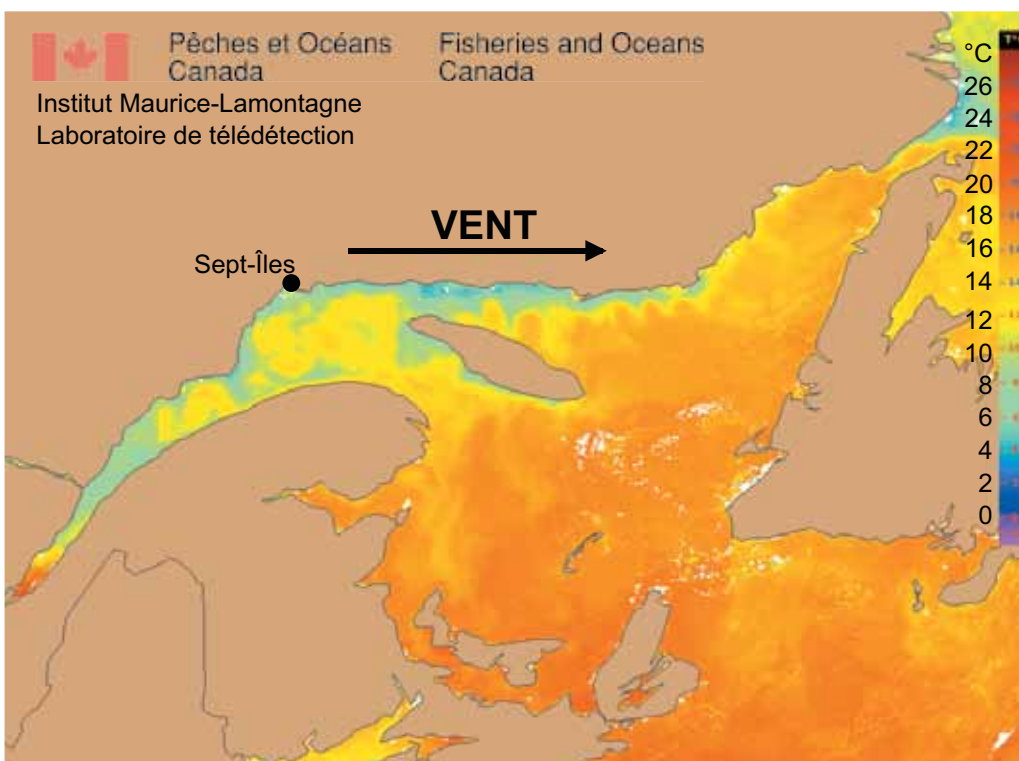 Pêches et Océans
Canada
Fisheries and Oceans
Canada
Institut Maurice-Lamontagne
Laboratoire de télédétection
VENT
Sept-Îles
°C
26
24
22
20
18
16
14
12
10
8
6
4
2
0